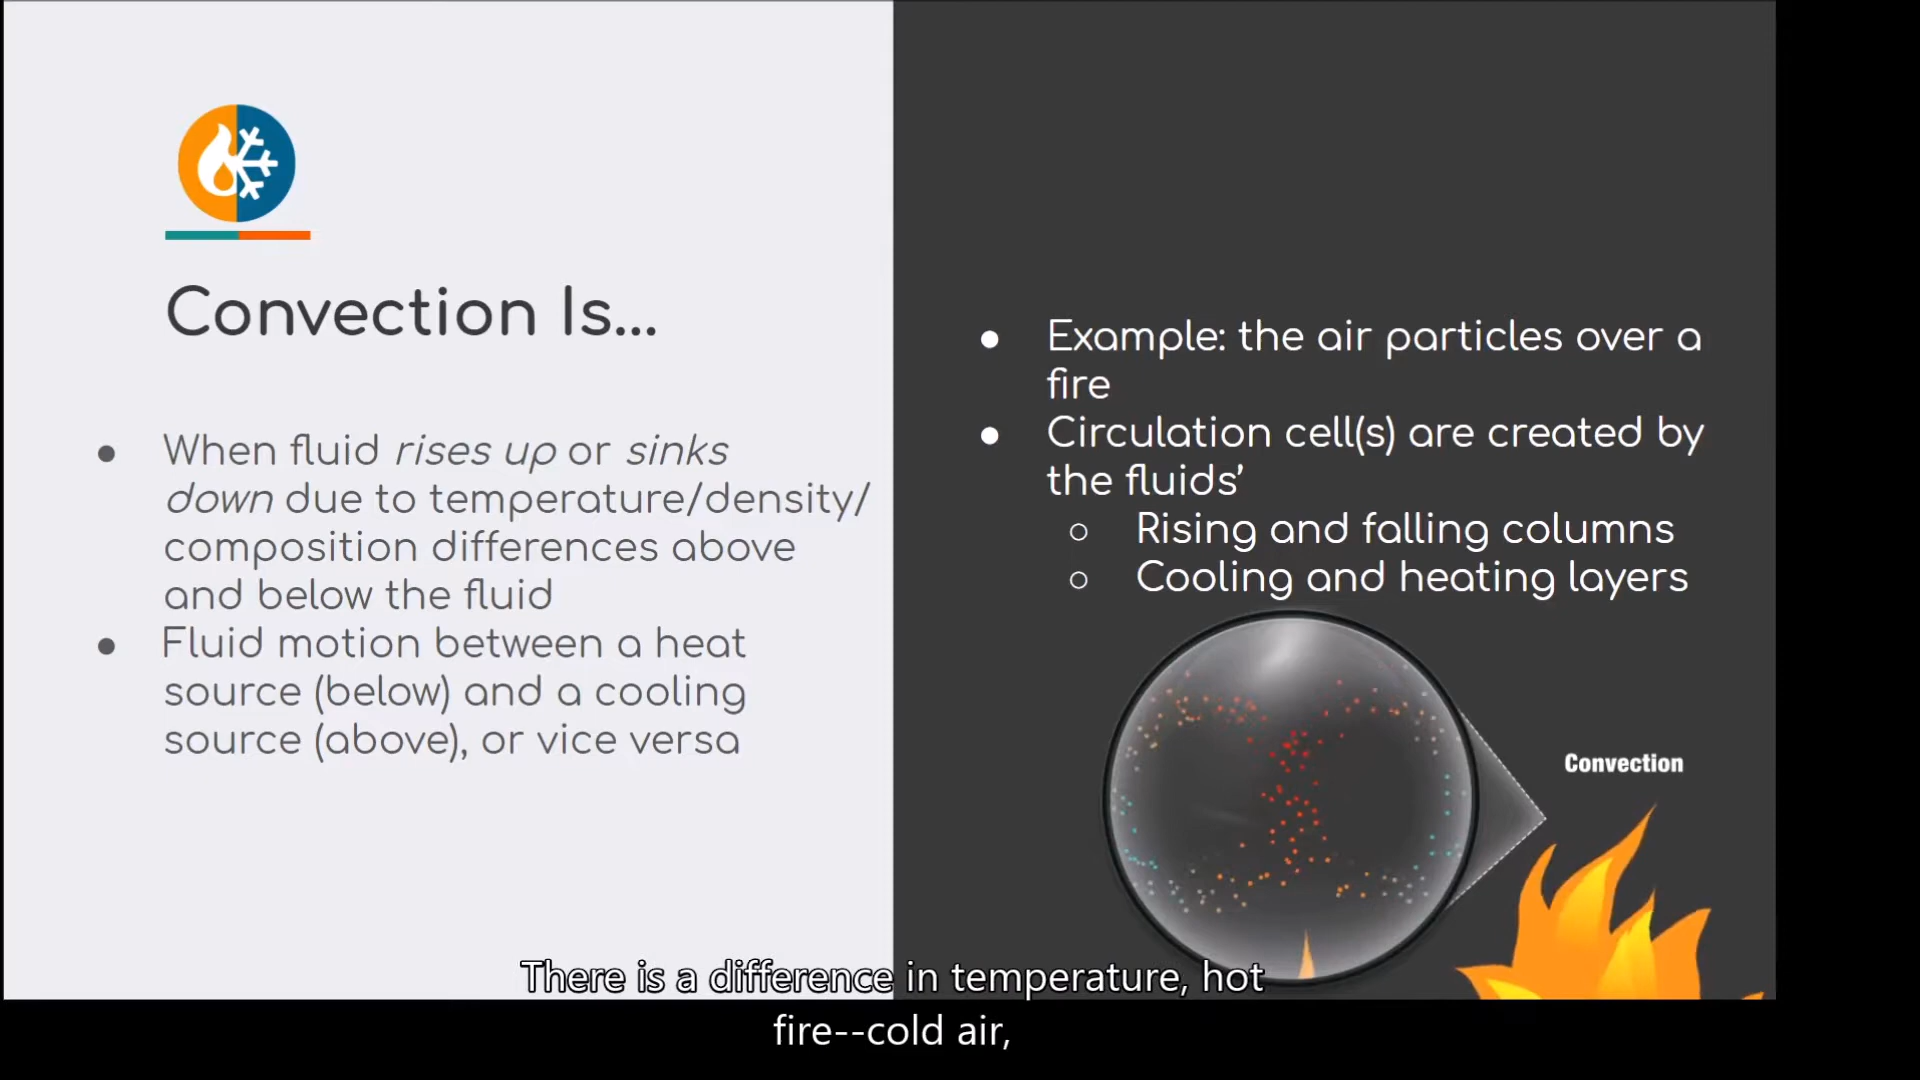 Convection Is...
● When fluid rises up or sinks
down due to temperature/density/
composition differences above
and below the fluid
● Fluid motion between a heat
source (below) and a cooling
source (above), or vice versa
● Example: the air particles over a
fire
● Circulation cell(s) are created by
the fluids’
○ Rising and falling columns
○ Cooling and heating layers
Convection
There is a difference in temperature, hot
fire--cold air,